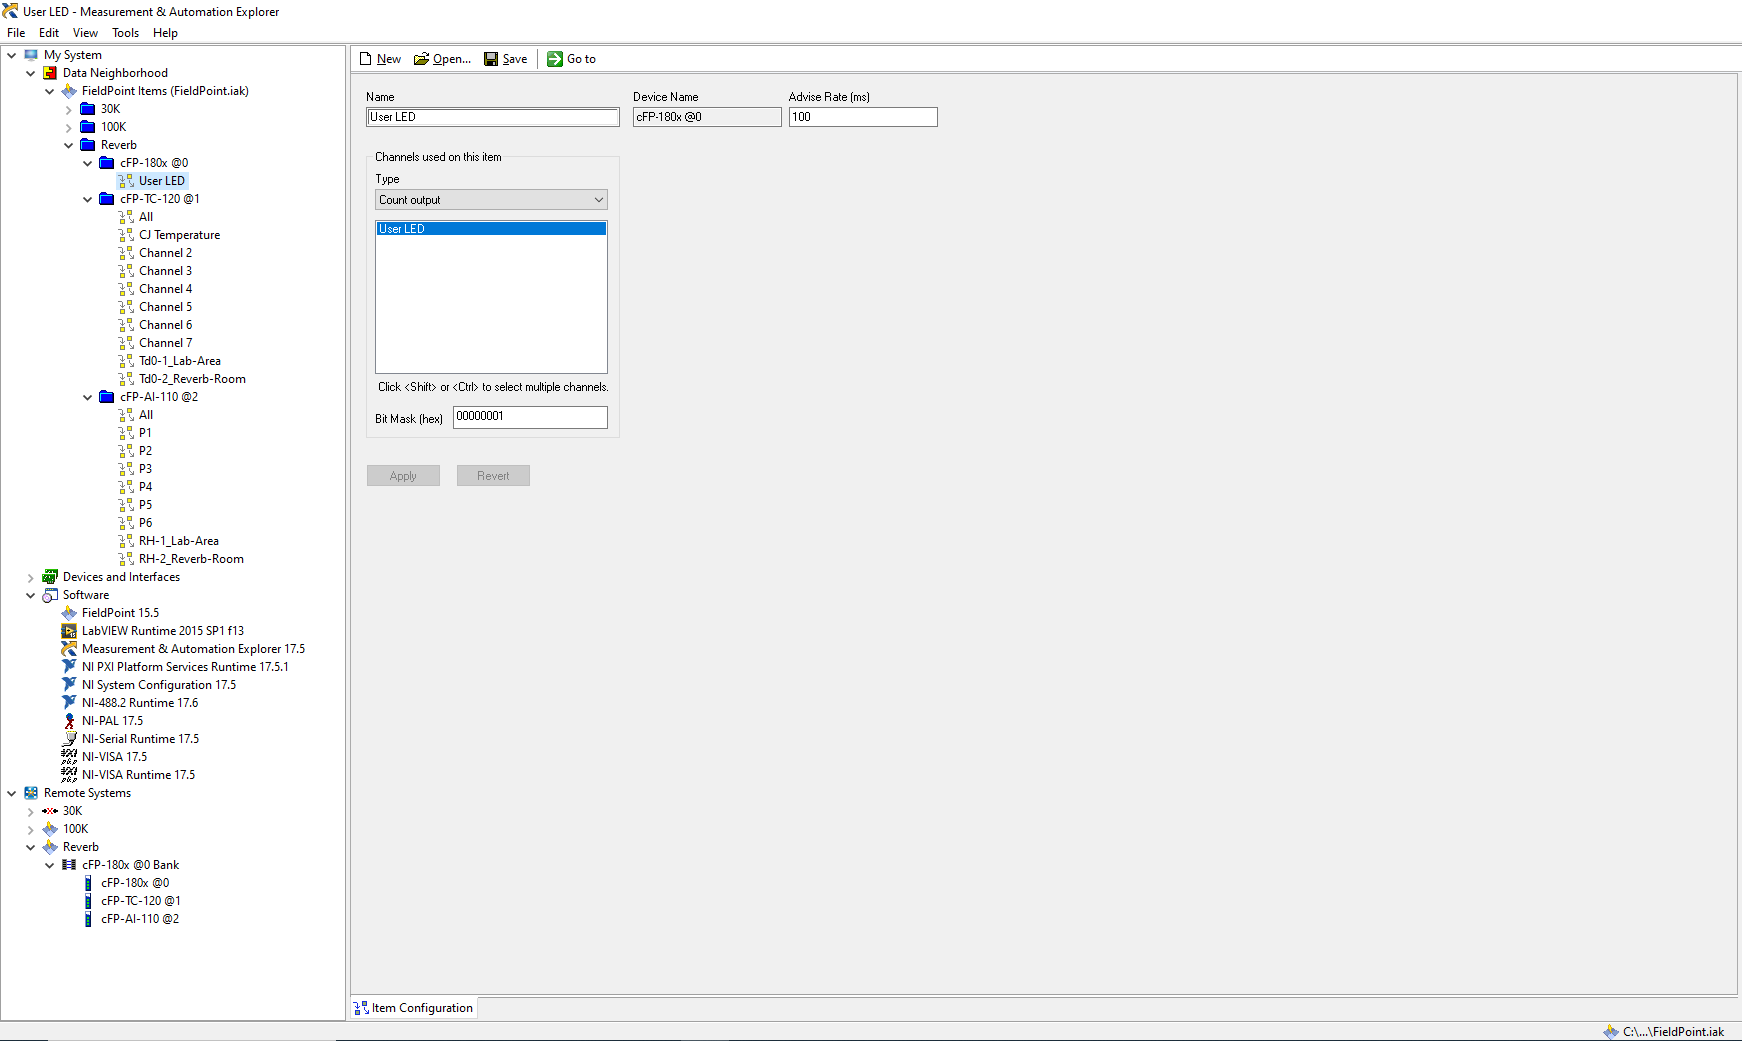 User LED - Measurement & Automation Explorer
File Edit View Tools Help
My System
Data Neighborhood
FieldPoint Items (FieldPoint.iak)
30K
100K
Reverb
cFP-180x @0
User LED
cFP-TC-120 @1
All
CJ Temperature
Channel 2
Channel 3
Channel 4
Channel 5
Channel 6
Channel 7
Td0-1_Lab-Area
Td0-2_Reverb-Room
cFP-AI-110 @2
All
P1
P2
P3
P4
P5
P6
RH-1_Lab-Area
RH-2_Reverb-Room
Devices and Interfaces
Software
FieldPoint 15.5
LabVIEW Runtime 2015 SP1 f13
Measurement & Automation Explorer 17.5
NI PXI Platform Services Runtime 17.5.1
NI System Configuration 17.5
NI-488.2 Runtime 17.6
NI-PAL 17.5
NI-Serial Runtime 17.5
NI-VISA 17.5
NI-VISA Runtime 17.5
Remote Systems
30K
100K
Reverb
cFP-180x @0 Bank
cFP-180x @0
cFP-TC-120 @1
cFP-AI-110 @2
New Open... Save Go to
Name Device Name Advise Rate (ms)
User LED cFP-180x @0 100
Channels used on this item
Type
Count output
User LED
Click <Shift> or <Ctrl> to select multiple channels.
Bit Mask (hex) 00000001
Apply Revert
Item Configuration
C:\...\FieldPoint.iak